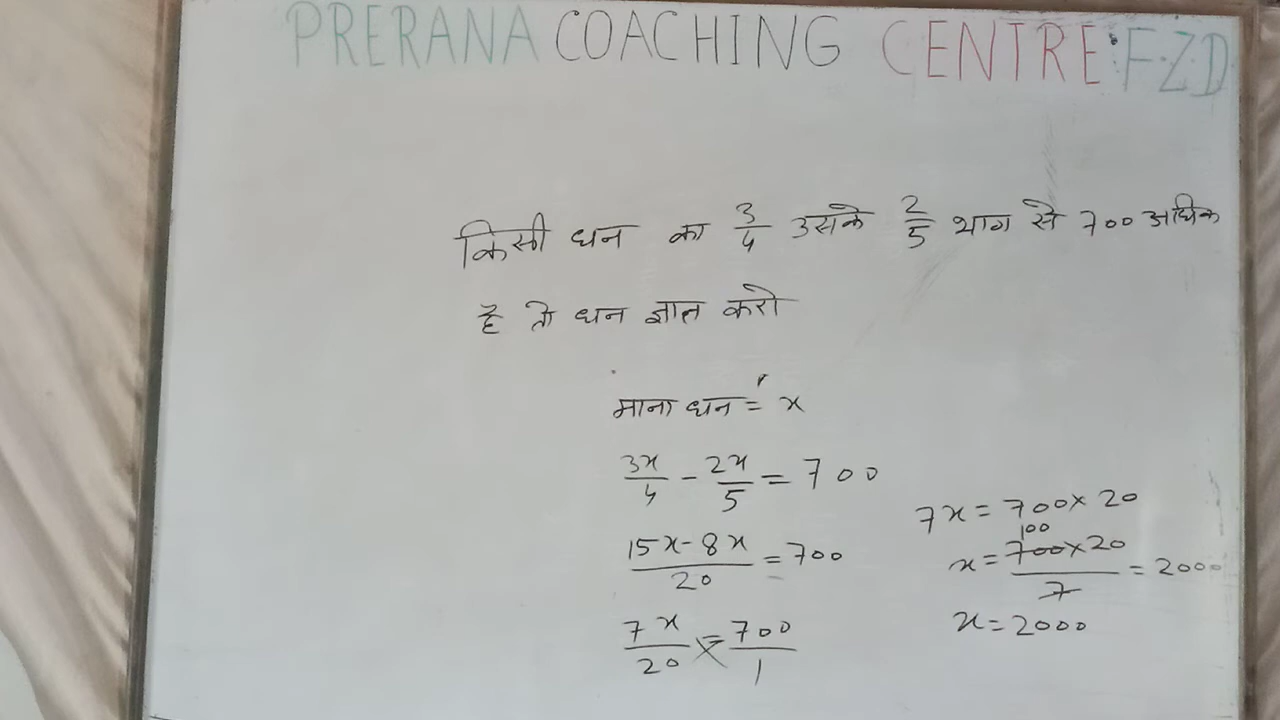 PRERANA COACHING CENTRE F.Z.D
किसी धन का 3/4 उसके 2/5 भाग से 700 अधिक
है तो धन ज्ञात करो
माना धन = x
3x/4 - 2x/5 = 700
15x - 8x/20 = 700
7x/20 = 700/1
7x = 700 × 20
100
x = 700 × 20/7 = 2000
x = 2000